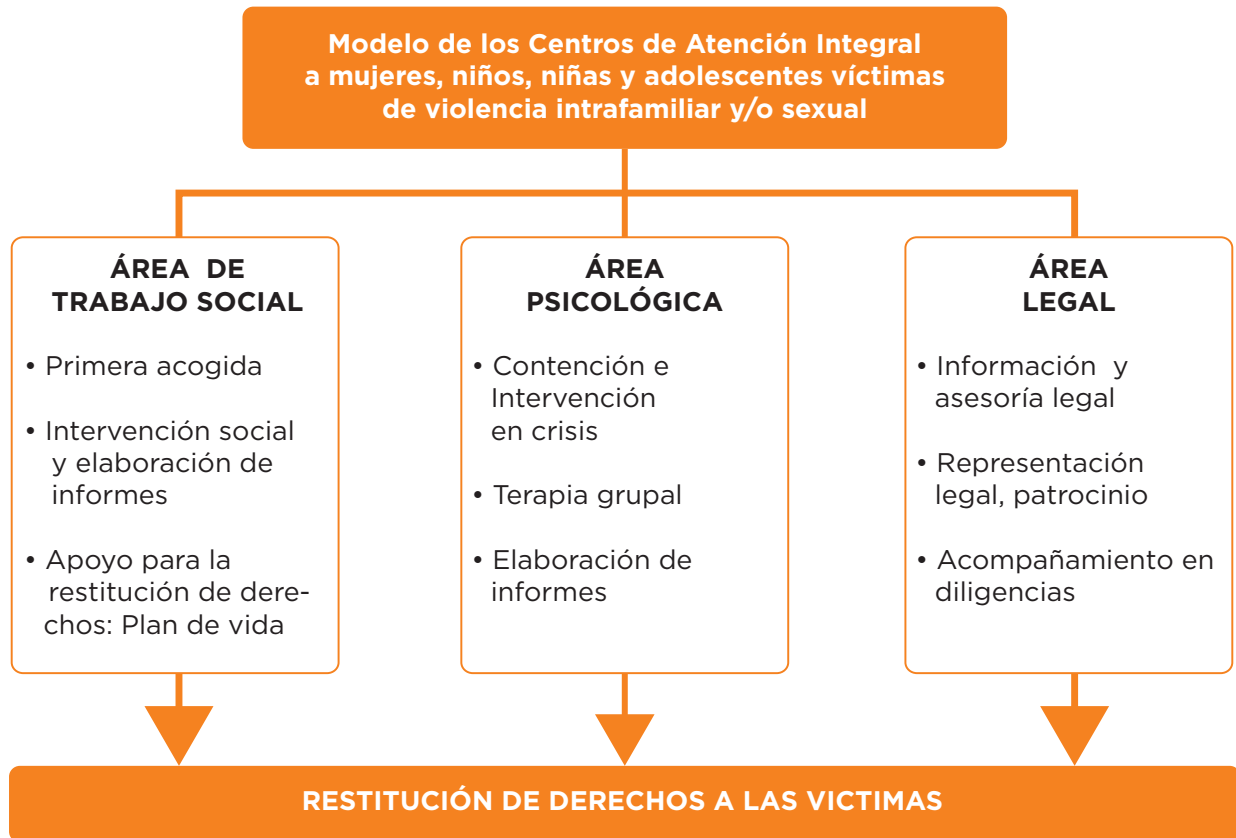 Modelo de los Centros de Atención Integral
a mujeres, niños, niñas y adolescentes víctimas
de violencia intrafamiliar y/o sexual
ÁREA DE
TRABAJO SOCIAL
• Primera acogida
• Intervención social
y elaboración de
informes
• Apoyo para la
restitución de dere-
chos: Plan de vida
ÁREA
PSICOLÓGICA
• Contención e
Intervención
en crisis
• Terapia grupal
• Elaboración de
informes
ÁREA
LEGAL
• Información y
asesoría legal
• Representación
legal, patrocinio
• Acompañamiento en
diligencias
RESTITUCIÓN DE DERECHOS A LAS VICTIMAS